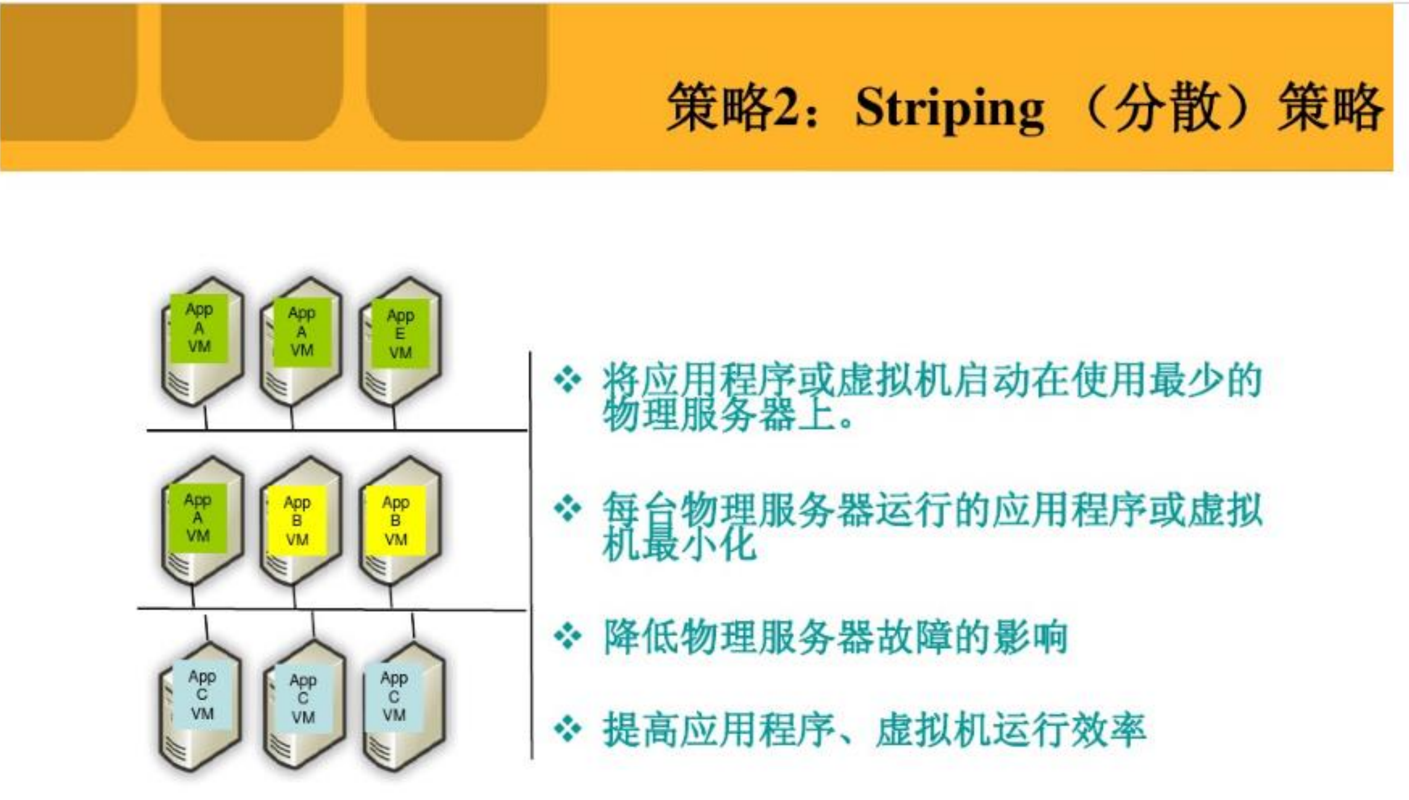 策略2：Striping （分散）策略
App
A
VM
App
A
VM
App
E
VM
App
A
VM
App
B
VM
App
B
VM
App
C
VM
App
C
VM
App
C
VM
将应用程序或虚拟机启动在使用最少的
物理服务器上。
每台物理服务器运行的应用程序或虚拟
机最小化
降低物理服务器故障的影响
提高应用程序、虚拟机运行效率